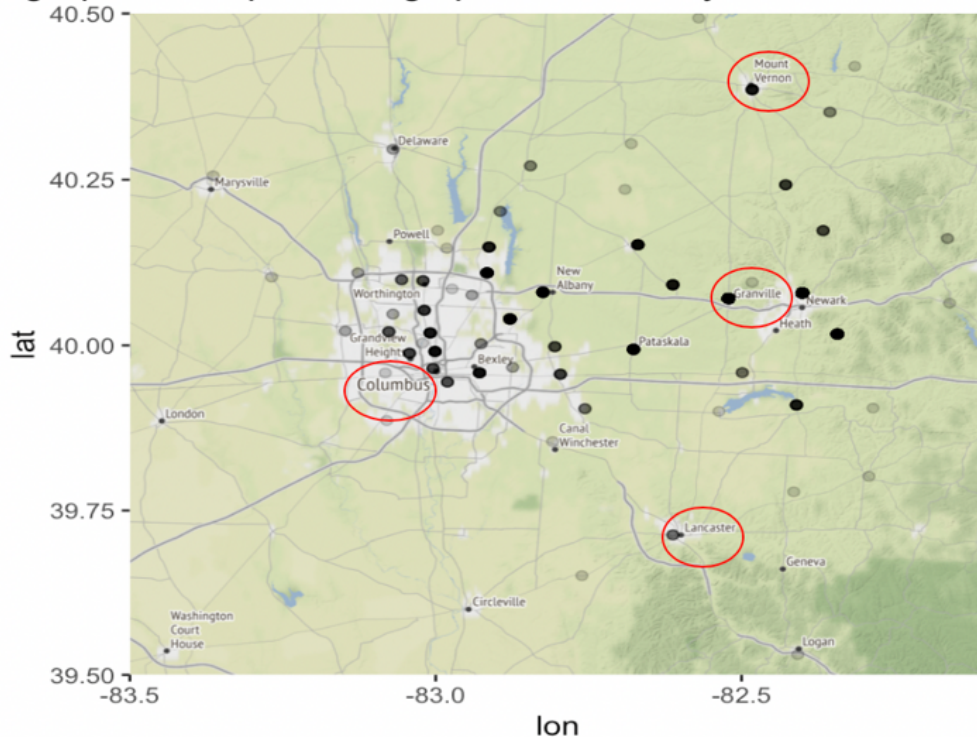 40.50
Mount
Vernon
Delaware
40.25
Marysville
Powell
New
Albany
Worthington
Granville
Newark
lat
40.00
Grandview
Heights
Heath
Pataskala
Bexley
Columbus
London
Canal
Winchester
39.75
Lancaster
Geneva
Circleville
Washington
Court
House
Logan
39.50
-83.5
-83.0
-82.5
lon